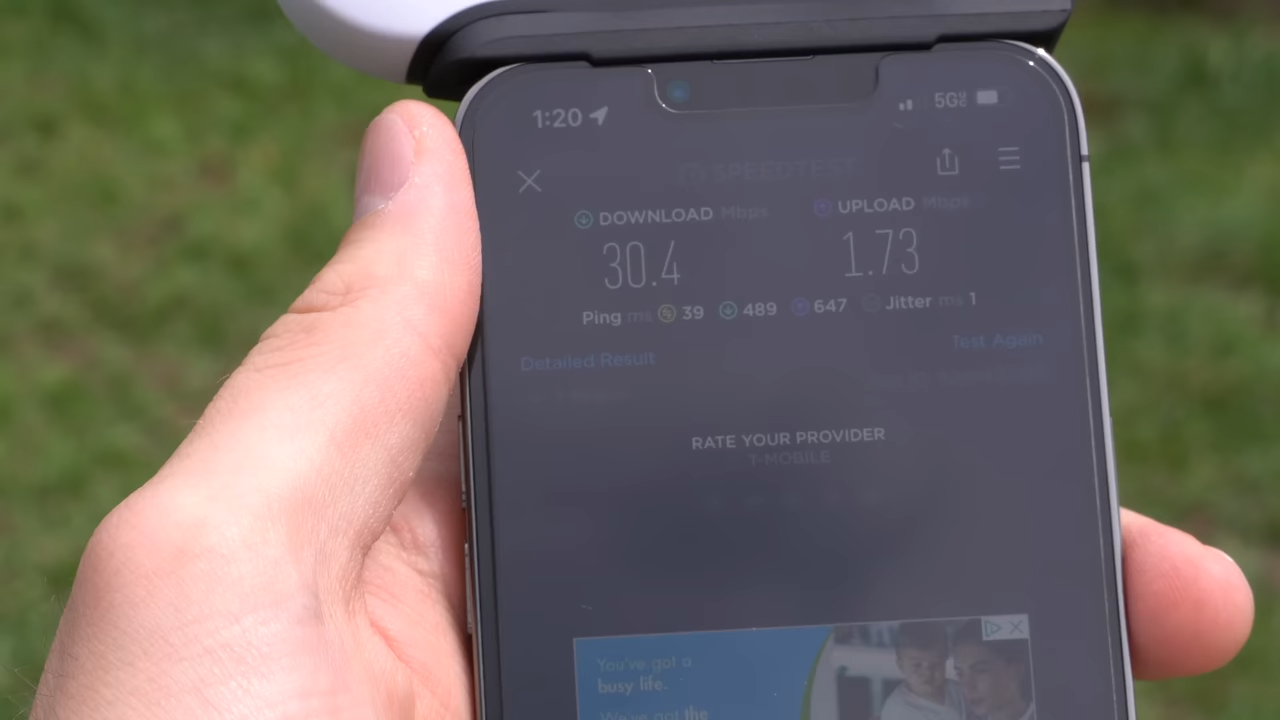 1:20 5Gᵁᶜ
SPEEDTEST
DOWNLOAD Mbps UPLOAD Mbps
30.4 1.73
Ping ms 39 489 647 Jitter ms 1
Detailed Result Test Again
RATE YOUR PROVIDER
T-MOBILE
You've got a
busy life.
We've got the